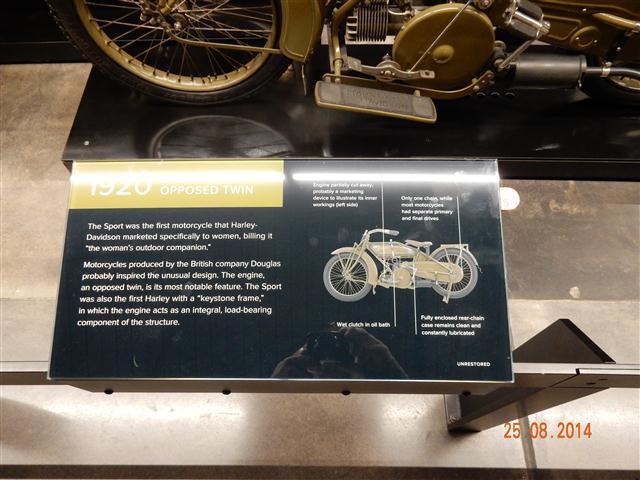 1920 OPPOSED TWIN
The Sport was the first motorcycle that Harley-
Davidson marketed specifically to women, billing it
"the woman's outdoor companion."
Motorcycles produced by the British company Douglas
probably inspired the unusual design. The engine,
an opposed twin, is its most notable feature. The Sport
was also the first Harley with a "keystone frame,"
in which the engine acts as an integral, load-bearing
component of the structure.
Engine partially cut away,
probably a marketing
device to illustrate its inner
workings (left side)
Only one chain, while
most motorcycles
had separate primary
and final drives
Wet clutch in oil bath
Fully enclosed rear-chain
case remains clean and
constantly lubricated
UNRESTORED
25.08.2014